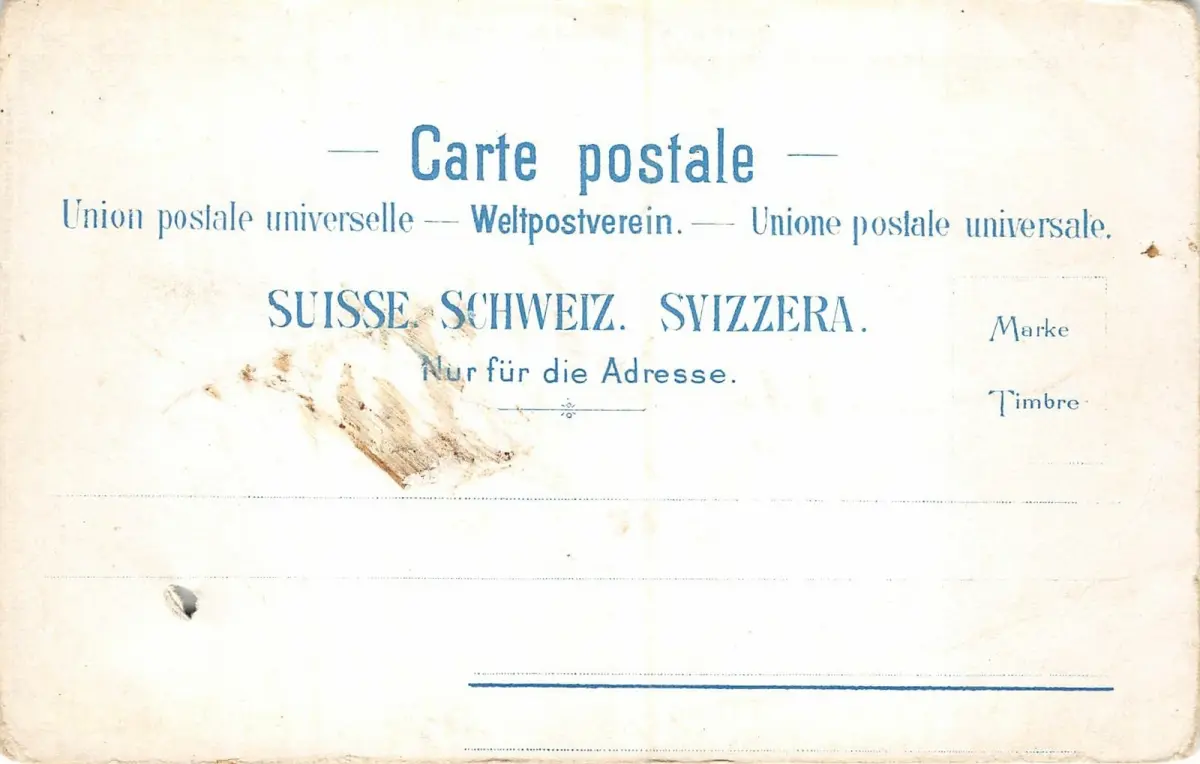 — Carte postale —
Union postale universelle — Weltpostverein. — Unione postale universale.
SUISSE. SCHWEIZ. SVIZZERA.
Nur für die Adresse.
Marke
Timbre